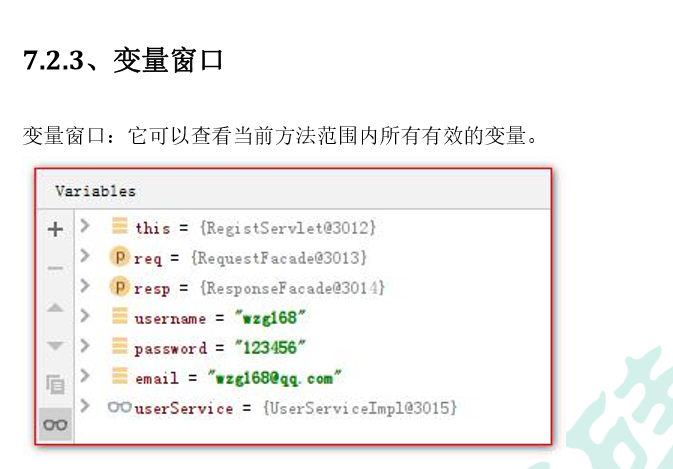 7.2.3、变量窗口
变量窗口：它可以查看当前方法范围内所有有效的变量。
Variables
this = {RegistServlet@3012}
p req = {RequestFacade@3013}
p resp = {ResponseFacade@3014}
username = "wzg168"
password = "123456"
email = "wzg168@qq.com"
userService = {UserServiceImpl@3015}